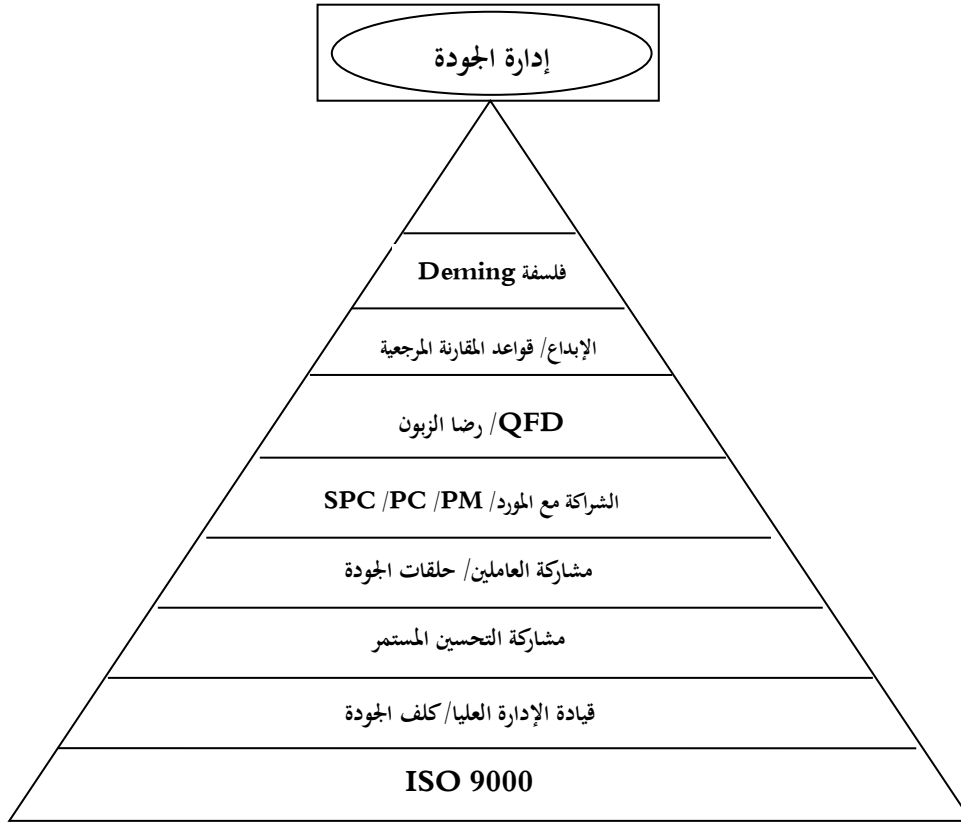 إدارة الجودة
فلسفة Deming
الإبداع/ قواعد المقارنة المرجعية
QFD/ رضا الزبون
الشراكة مع المورد/ SPC /PC /PM
مشاركة العاملين/ حلقات الجودة
مشاركة التحسين المستمر
قيادة الإدارة العليا/كلف الجودة
ISO 9000